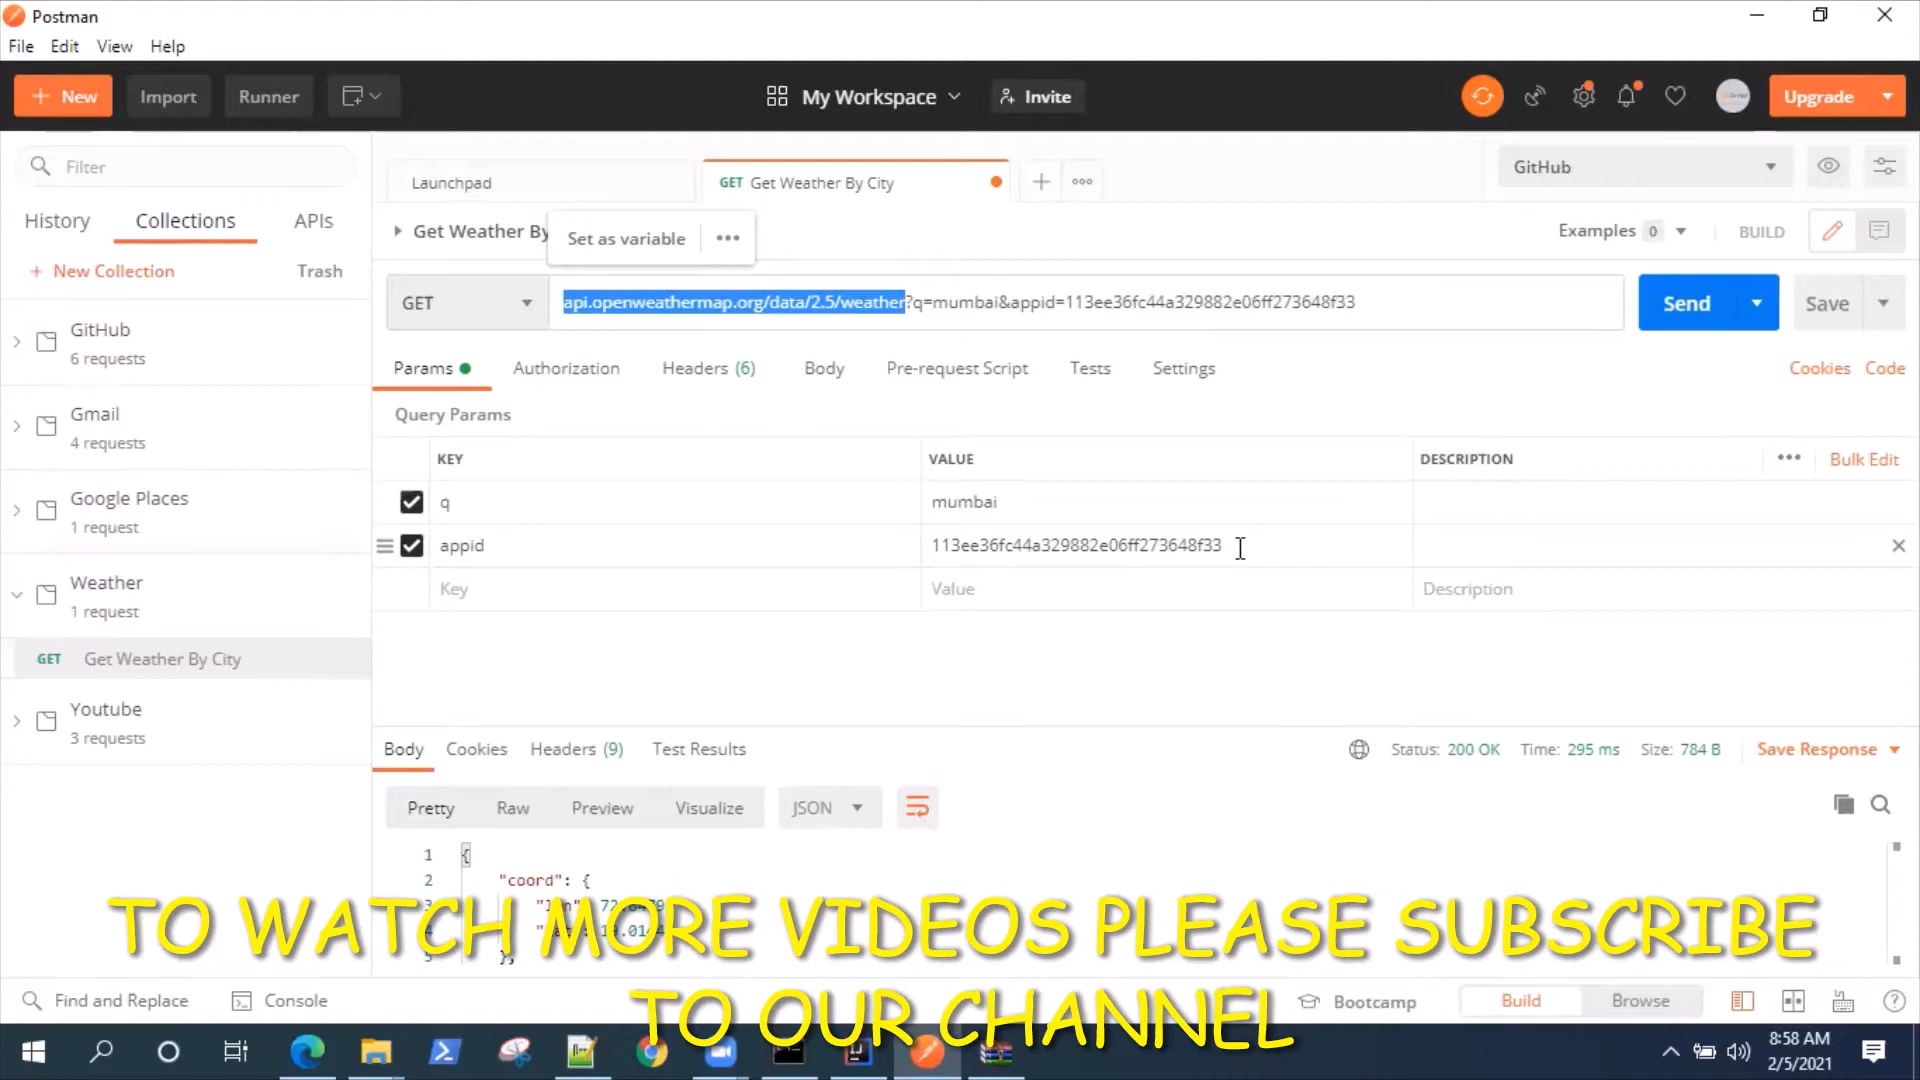 Postman
File Edit View Help
New Import Runner My Workspace Invite Upgrade
Filter
Launchpad GET Get Weather By City GitHub
History Collections APIs
Get Weather By Set as variable Examples 0 BUILD
+ New Collection Trash
GET api.openweathermap.org/data/2.5/weather?q=mumbai&appid=113ee36fc44a329882e06ff273648f33 Send Save
GitHub
6 requests
Params Authorization Headers (6) Body Pre-request Script Tests Settings Cookies Code
Gmail
4 requests
Query Params
KEY VALUE DESCRIPTION Bulk Edit
q mumbai
Google Places
1 request
appid 113ee36fc44a329882e06ff273648f33
Key Value Description
Weather
1 request
GET Get Weather By City
Youtube
3 requests
Body Cookies Headers (9) Test Results Status: 200 OK Time: 295 ms Size: 784 B Save Response
Pretty Raw Preview Visualize JSON
1 {
2 "coord": {
3
4
5 },
TO WATCH MORE VIDEOS PLEASE SUBSCRIBE
TO OUR CHANNEL
Find and Replace Console Bootcamp Build Browse
8:58 AM
2/5/2021